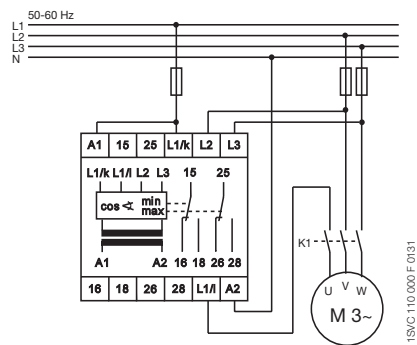 50-60 Hz
L1
L2
L3
N
A1 15 25 L1/k L2 L3
L1/k L1/l L2 L3 15 25
cos ∢ min
max
A1 A2 16 18 26 28
16 18 26 28 L1/l A2
K1
U V W
M 3~
1SVC 110 000 F 0131